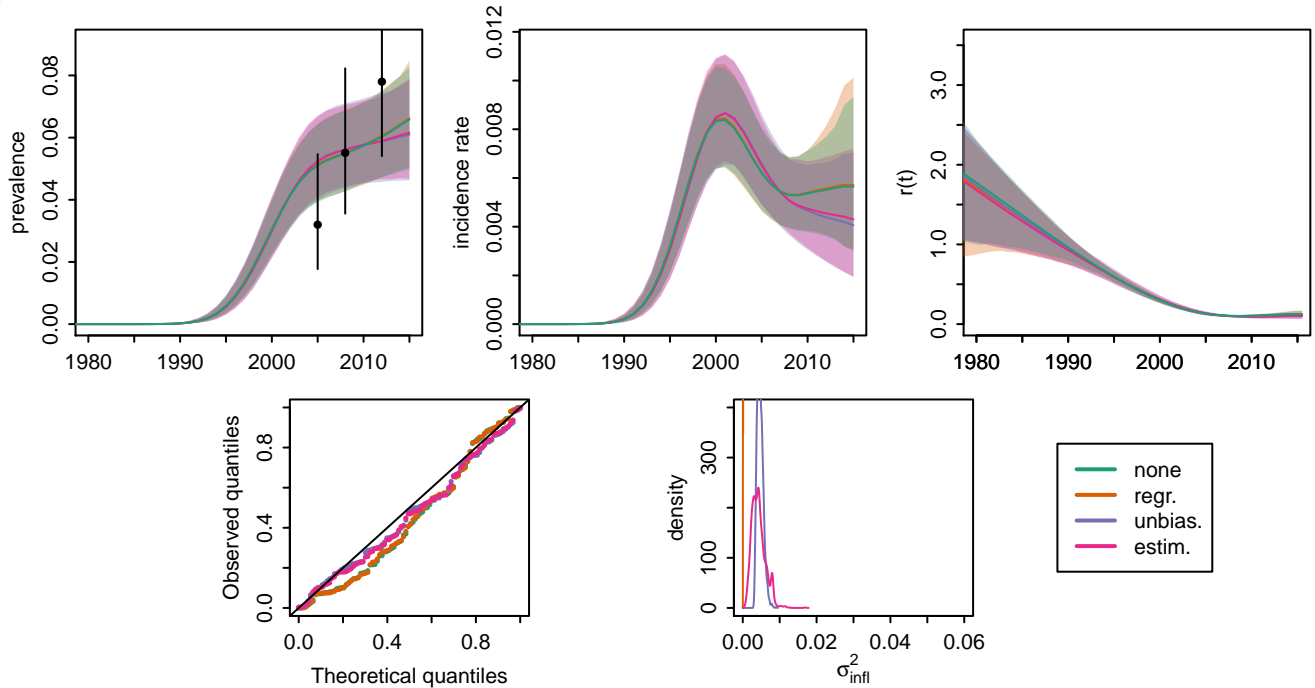 prevalence
0.00 0.02 0.04 0.06 0.08
1980 1990 2000 2010
incidence rate
0.000 0.004 0.008 0.012
1980 1990 2000 2010
r(t)
0.0 1.0 2.0 3.0
1980 1990 2000 2010
Observed quantiles
0.0 0.4 0.8
0.0 0.4 0.8
Theoretical quantiles
density
0 100 300
0.00 0.02 0.04 0.06
σ²infl
none
regr.
unbias.
estim.